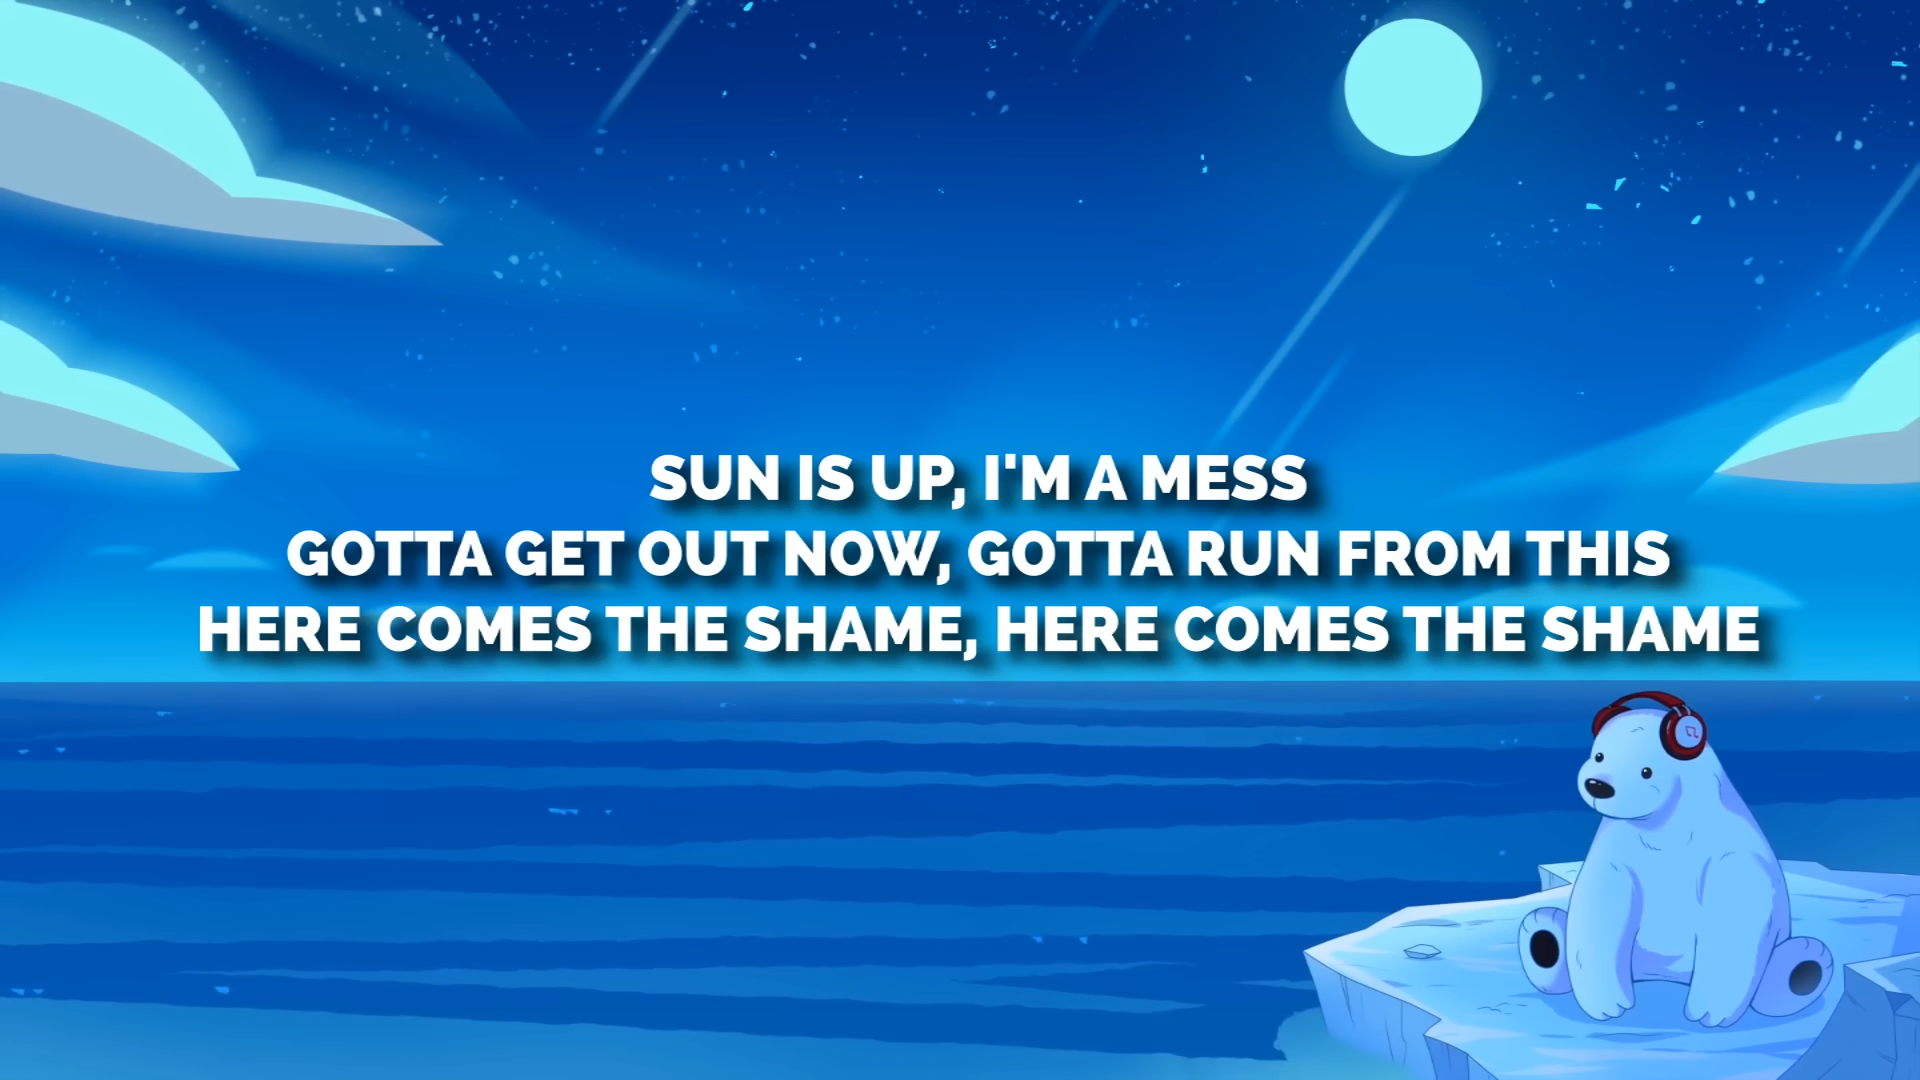 SUN IS UP, I'M A MESS
GOTTA GET OUT NOW, GOTTA RUN FROM THIS
HERE COMES THE SHAME, HERE COMES THE SHAME